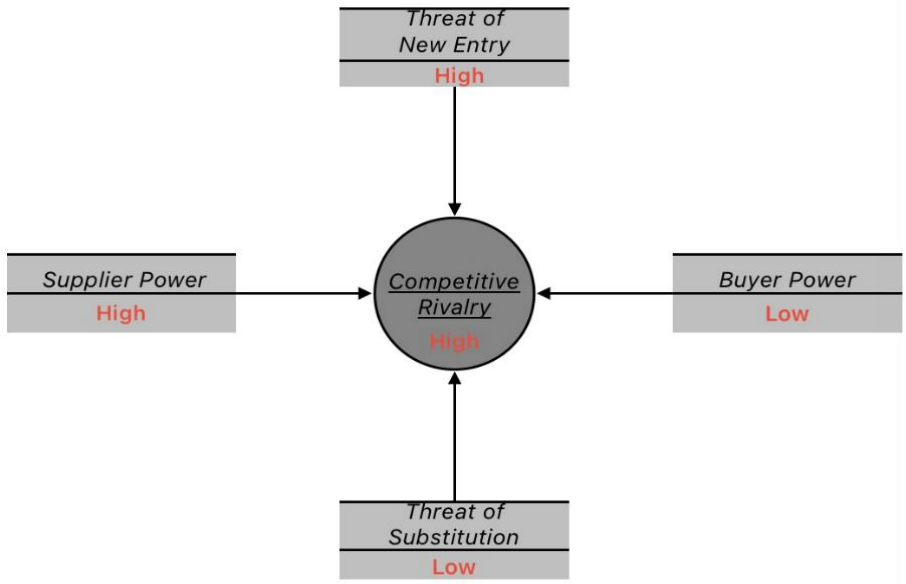 Threat of
New Entry
High
Supplier Power
High
Competitive
Rivalry
High
Buyer Power
Low
Threat of
Substitution
Low